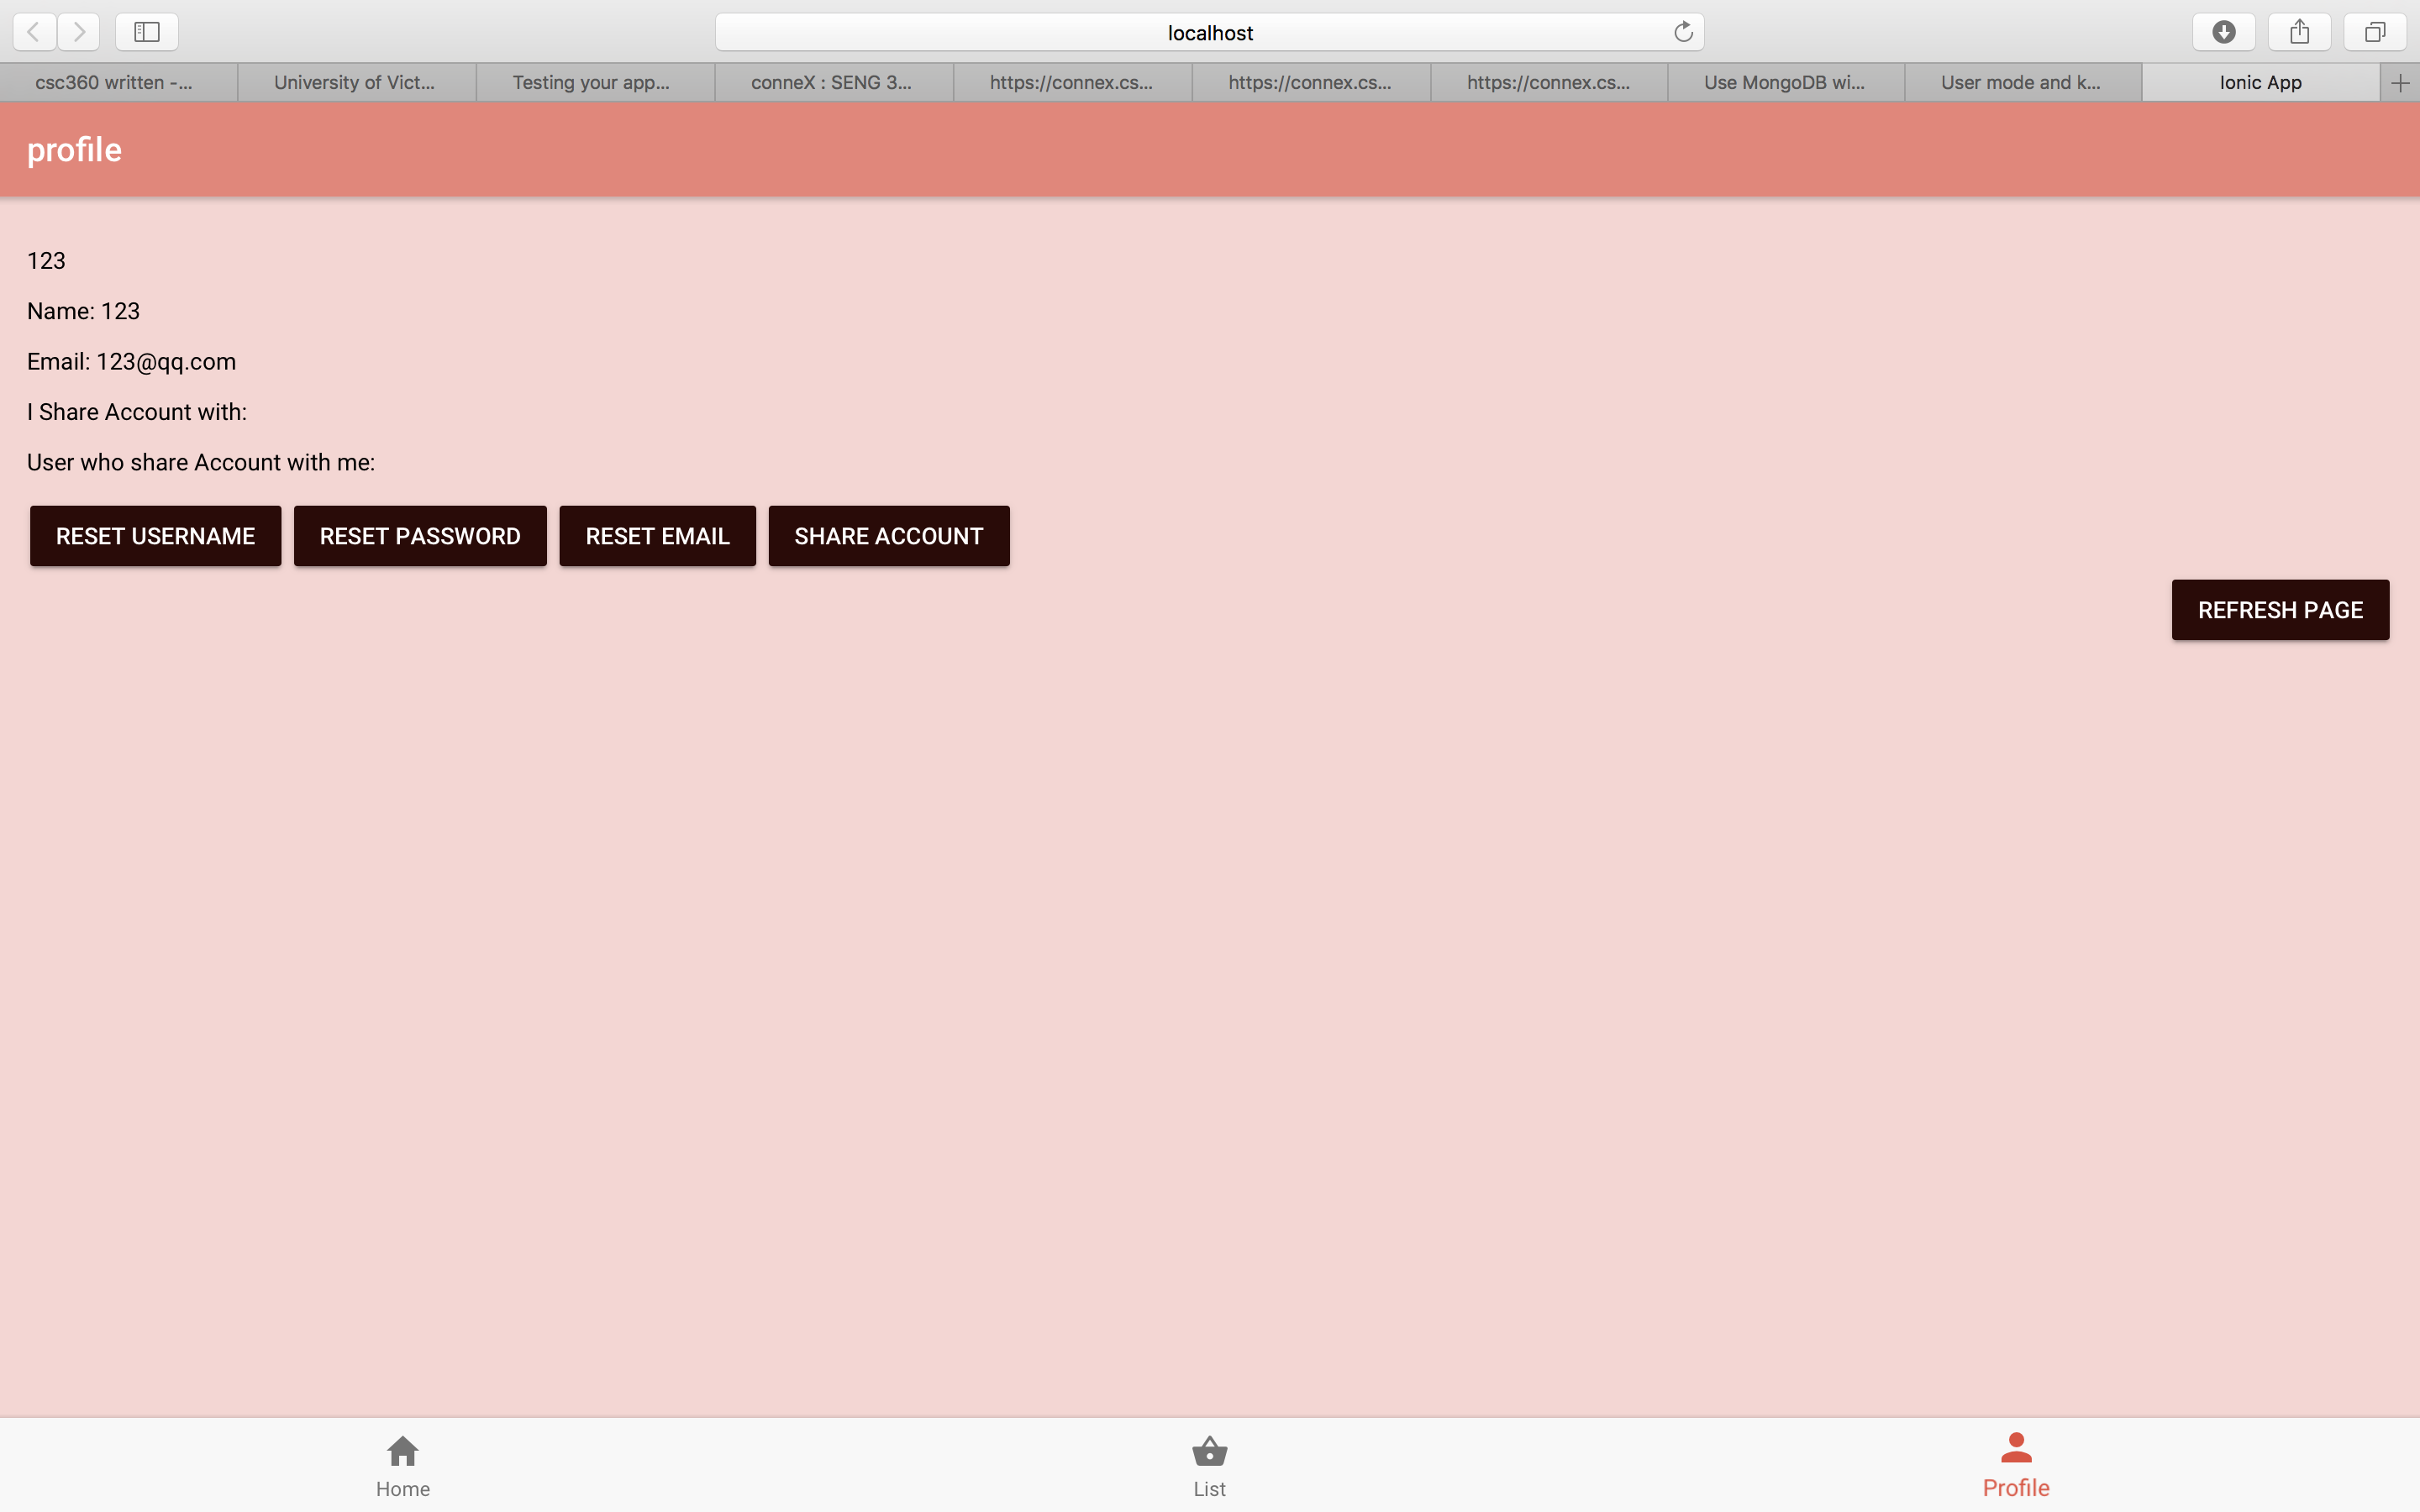 localhost
csc360 written -...
University of Vict...
Testing your app...
conneX : SENG 3...
https://connex.cs...
https://connex.cs...
https://connex.cs...
Use MongoDB wi...
User mode and k...
Ionic App
profile
123
Name: 123
Email: 123@qq.com
I Share Account with:
User who share Account with me:
RESET USERNAME
RESET PASSWORD
RESET EMAIL
SHARE ACCOUNT
REFRESH PAGE
Home
List
Profile